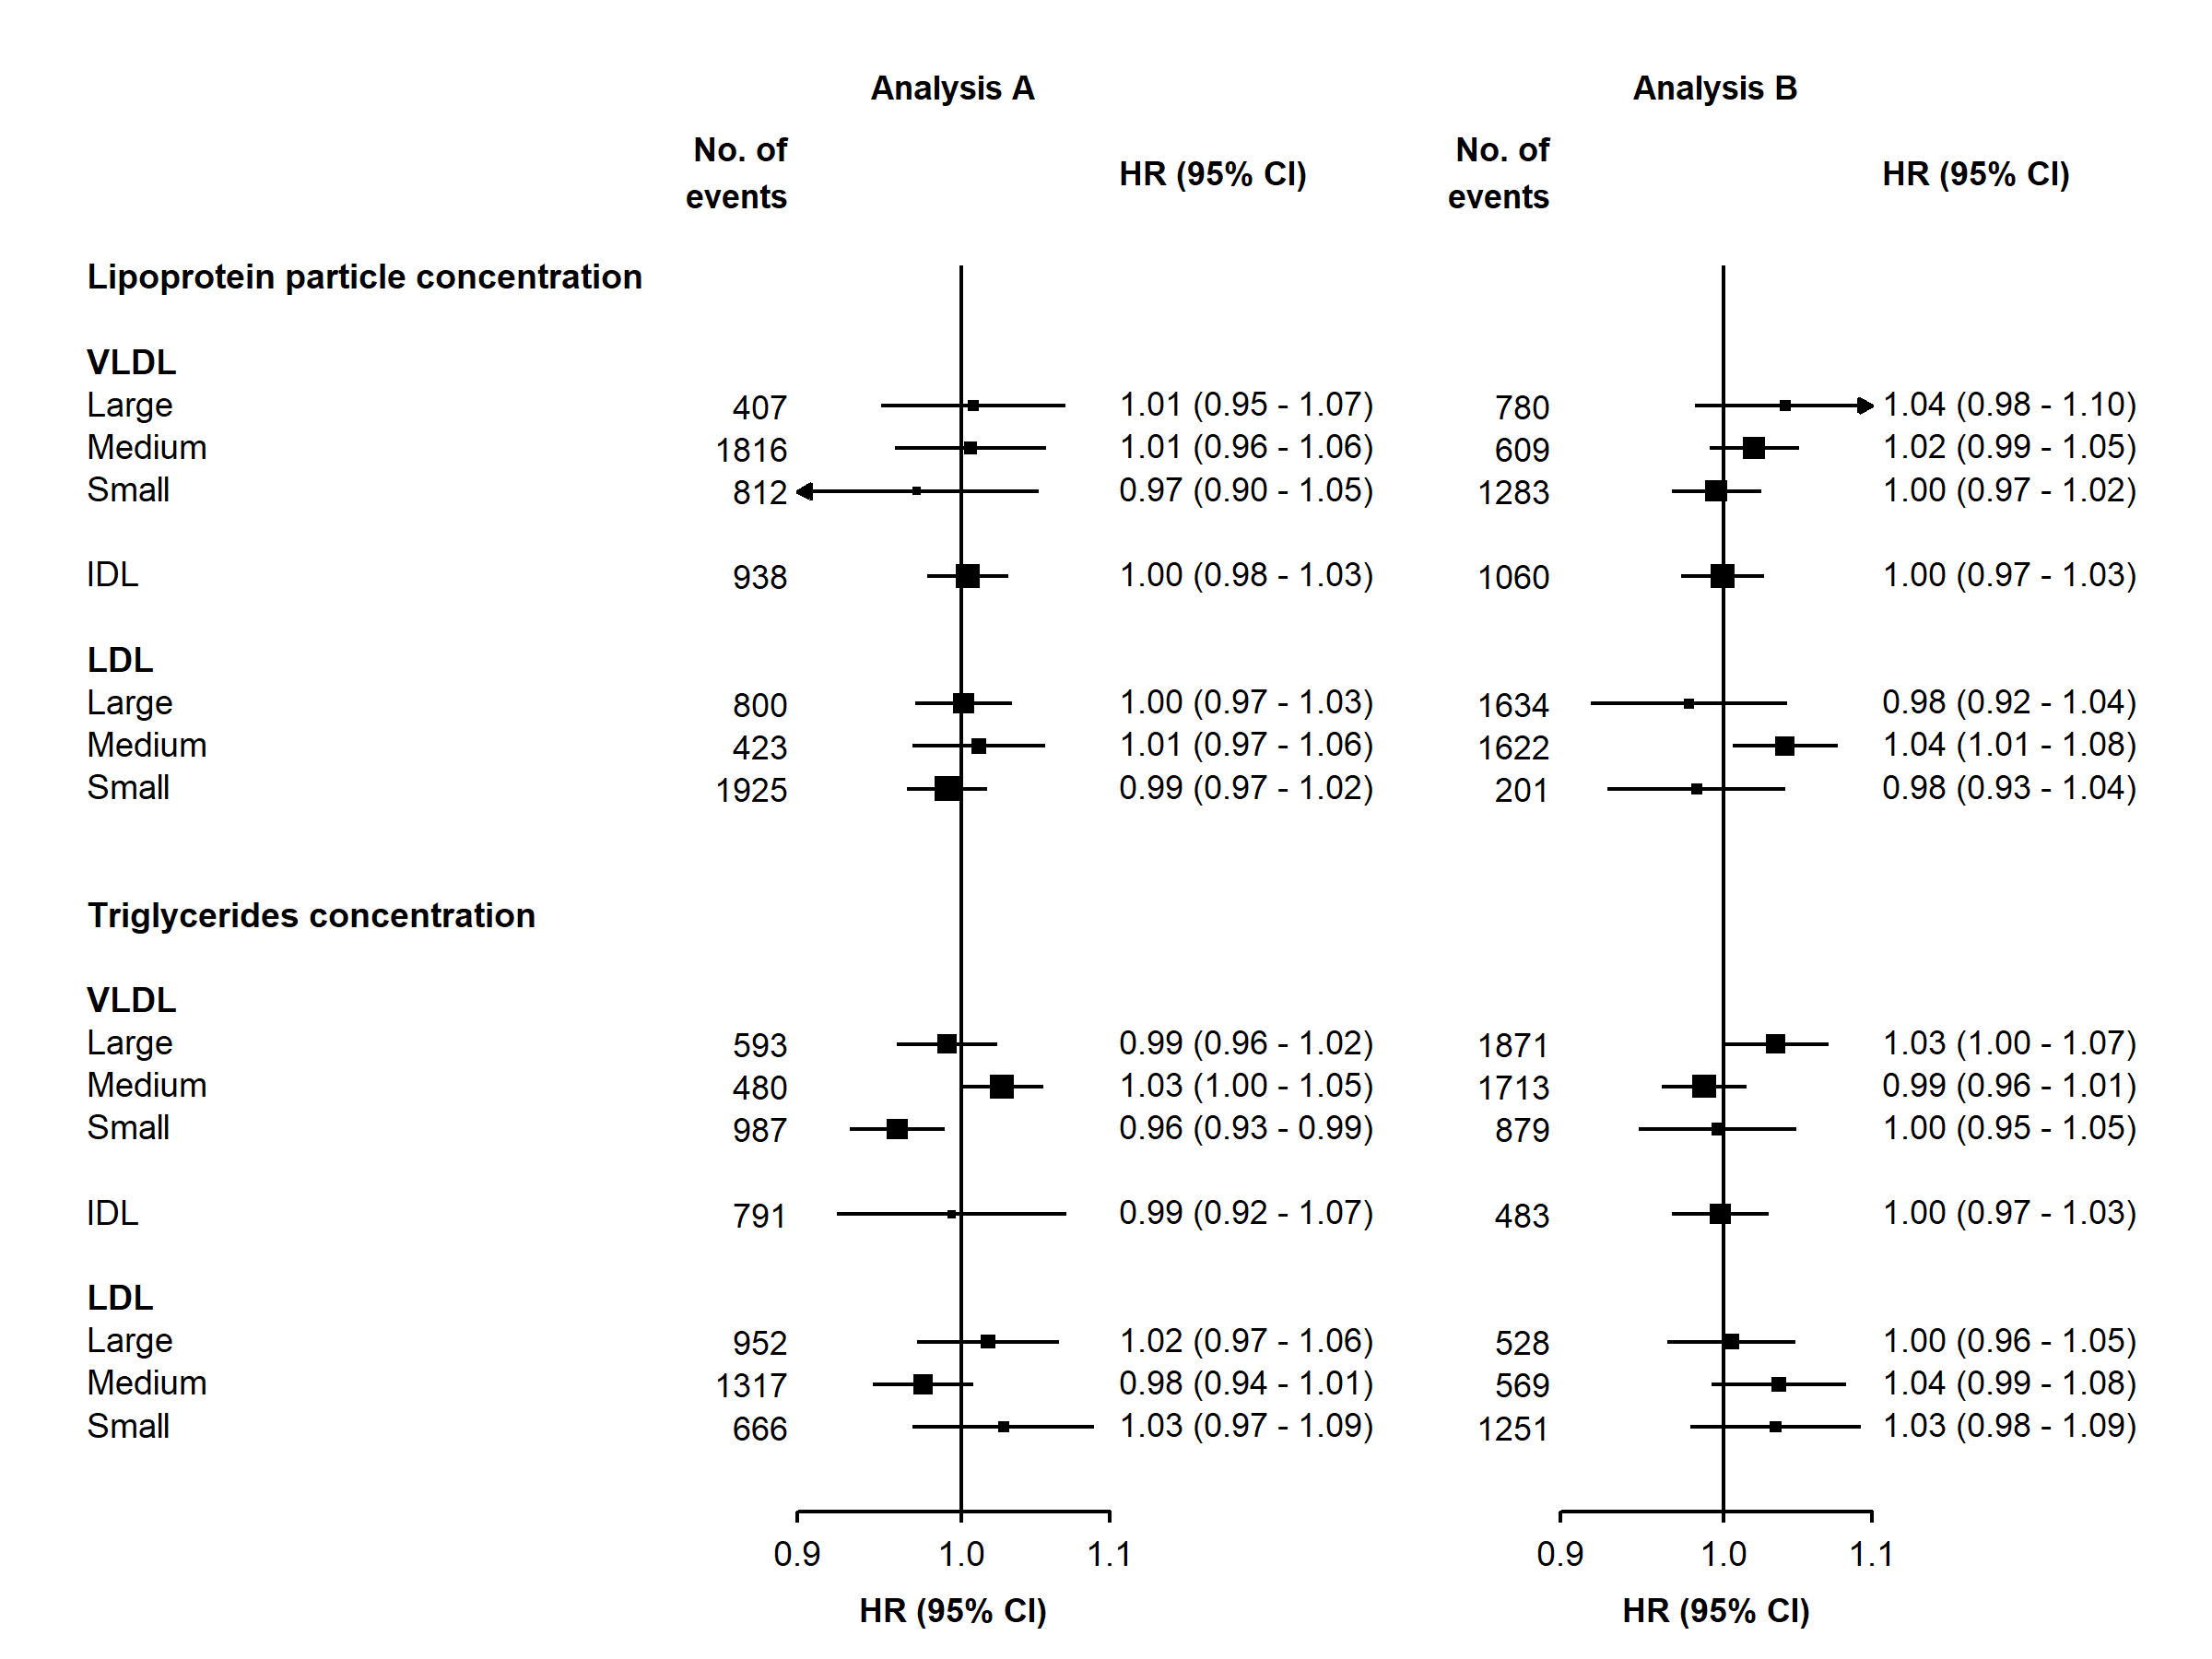 Analysis A Analysis B
No. of events HR (95% CI) No. of events HR (95% CI)
Lipoprotein particle concentration
VLDL
Large 407 1.01 (0.95 - 1.07) 780 1.04 (0.98 - 1.10)
Medium 1816 1.01 (0.96 - 1.06) 609 1.02 (0.99 - 1.05)
Small 812 0.97 (0.90 - 1.05) 1283 1.00 (0.97 - 1.02)
IDL 938 1.00 (0.98 - 1.03) 1060 1.00 (0.97 - 1.03)
LDL
Large 800 1.00 (0.97 - 1.03) 1634 0.98 (0.92 - 1.04)
Medium 423 1.01 (0.97 - 1.06) 1622 1.04 (1.01 - 1.08)
Small 1925 0.99 (0.97 - 1.02) 201 0.98 (0.93 - 1.04)
Triglycerides concentration
VLDL
Large 593 0.99 (0.96 - 1.02) 1871 1.03 (1.00 - 1.07)
Medium 480 1.03 (1.00 - 1.05) 1713 0.99 (0.96 - 1.01)
Small 987 0.96 (0.93 - 0.99) 879 1.00 (0.95 - 1.05)
IDL 791 0.99 (0.92 - 1.07) 483 1.00 (0.97 - 1.03)
LDL
Large 952 1.02 (0.97 - 1.06) 528 1.00 (0.96 - 1.05)
Medium 1317 0.98 (0.94 - 1.01) 569 1.04 (0.99 - 1.08)
Small 666 1.03 (0.97 - 1.09) 1251 1.03 (0.98 - 1.09)
0.9 1.0 1.1 0.9 1.0 1.1
HR (95% CI) HR (95% CI)